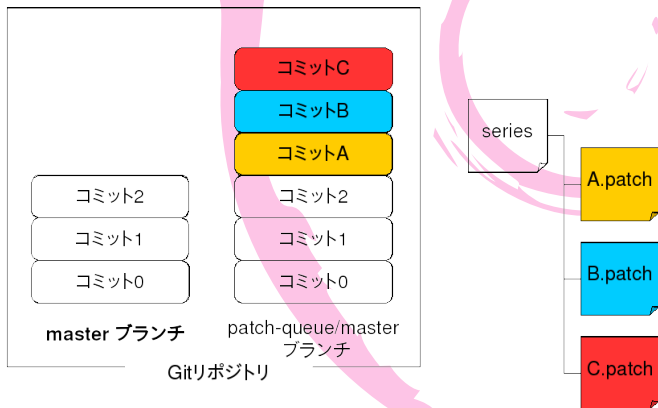 コミット2
コミット1
コミット0
master ブランチ
コミットC
コミットB
コミットA
コミット2
コミット1
コミット0
patch-queue/master
ブランチ
Gitリポジトリ
series
A.patch
B.patch
C.patch